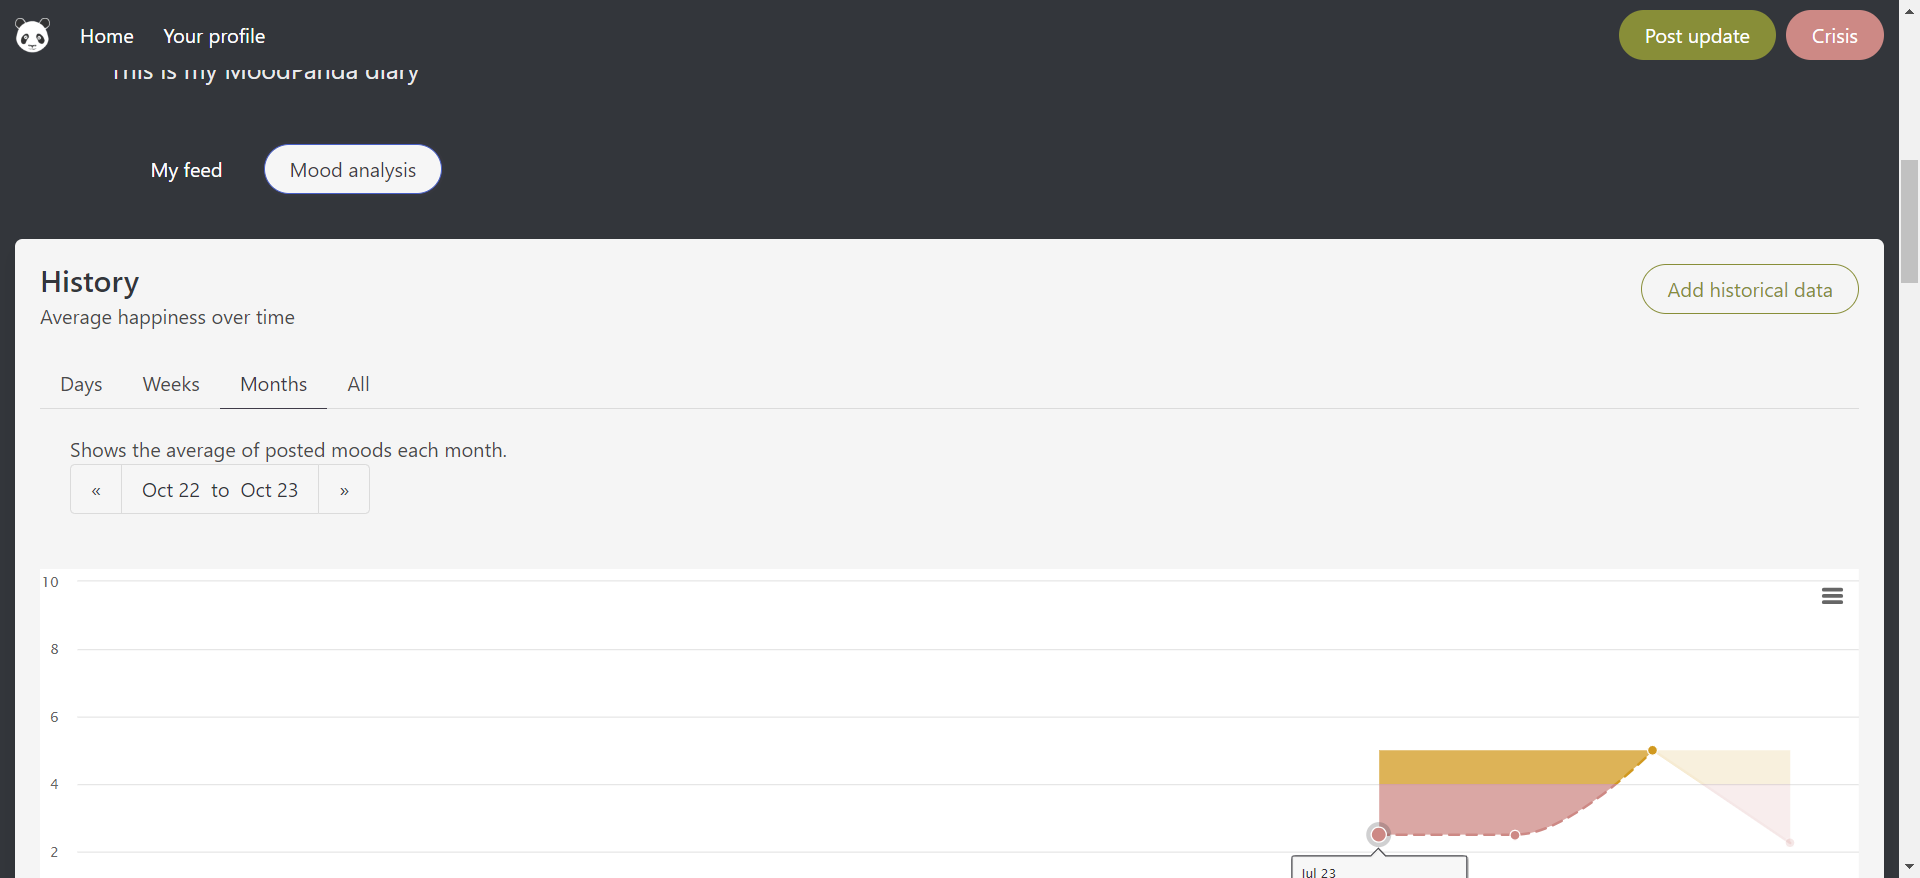 Home Your profile Post update Crisis
This is my MoodPanda diary
My feed Mood analysis
History
Average happiness over time
Add historical data
Days Weeks Months All
Shows the average of posted moods each month.
« Oct 22 to Oct 23 »
10
8
6
4
2
Jul 23